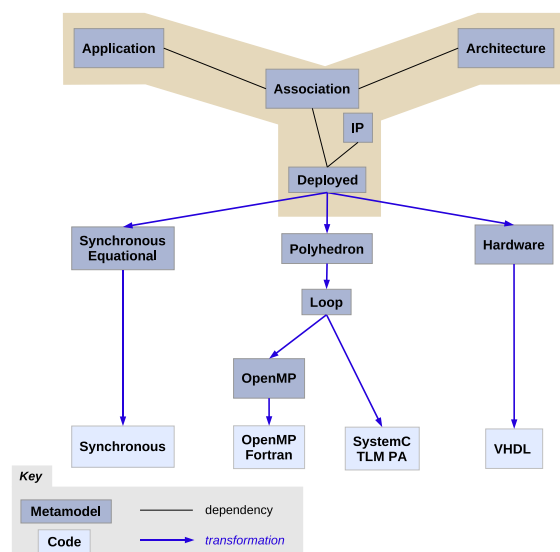 Application
Architecture
Association
IP
Deployed
Synchronous
Equational
Polyhedron
Hardware
Loop
OpenMP
Synchronous
OpenMP
Fortran
SystemC
TLM PA
VHDL
Key
Metamodel
dependency
Code
transformation